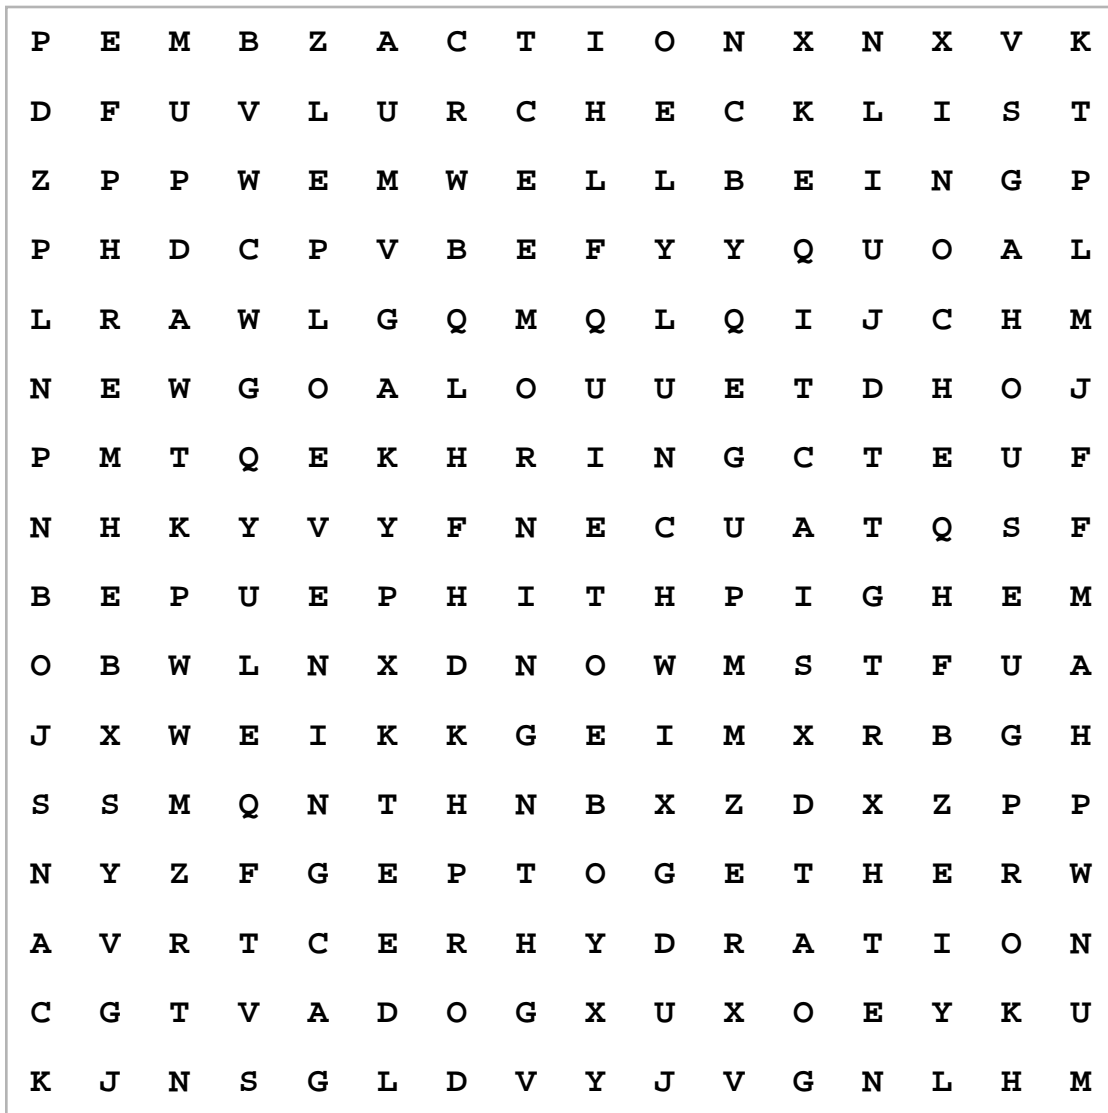 P E M B Z A C T I O N X N X V K
D F U V L U R C H E C K L I S T
Z P P W E M W E L L B E I N G P
P H D C P V B E F Y Y Q U O A L
L R A W L G Q M Q L Q I J C H M
N E W G O A L O U U E T D H O J
P M T Q E K H R I N G C T E U F
N H K Y V Y F N E C U A T Q S F
B E P U E P H I T H P I G H E M
O B W L N X D N O W M S T F U A
J X W E I K K G E I M X R B G H
S S M Q N T H N B X Z D X Z P P
N Y Z F G E P T O G E T H E R W
A V R T C E R H Y D R A T I O N
C G T V A D O G X U X O E Y K U
K J N S G L D V Y J V G N L H M